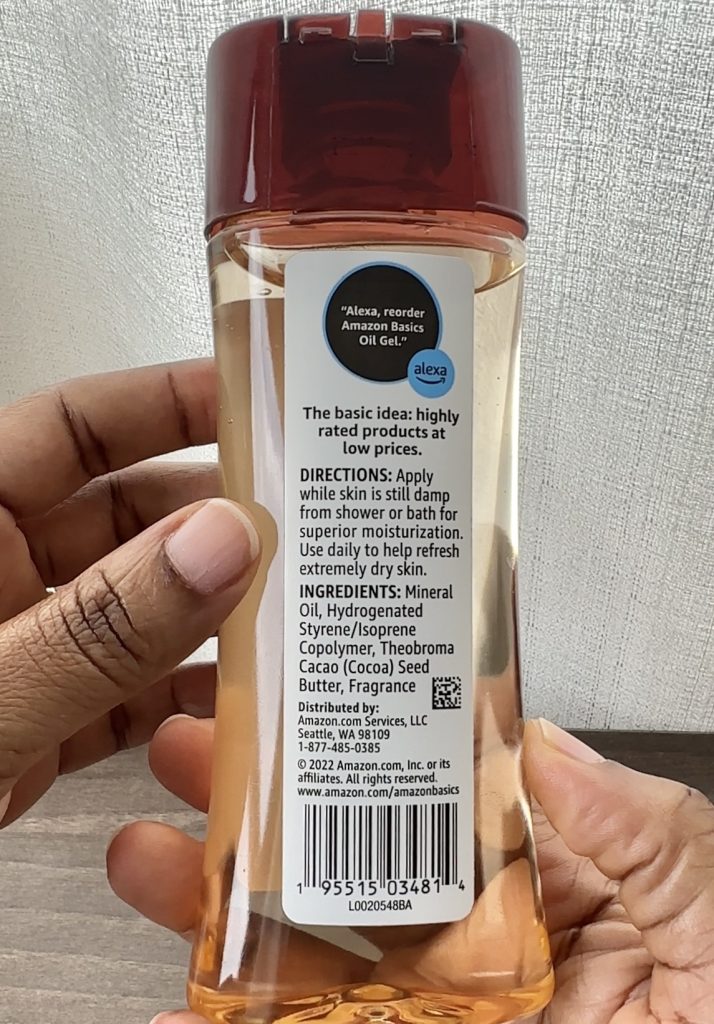 “Alexa, reorder
Amazon Basics
Oil Gel.”
alexa
The basic idea: highly
rated products at
low prices.
DIRECTIONS: Apply
while skin is still damp
from shower or bath for
superior moisturization.
Use daily to help refresh
extremely dry skin.
INGREDIENTS: Mineral
Oil, Hydrogenated
Styrene/Isoprene
Copolymer, Theobroma
Cacao (Cocoa) Seed
Butter, Fragrance
Distributed by:
Amazon.com Services, LLC
Seattle, WA 98109
1-877-485-0385
© 2022 Amazon.com, Inc. or its
affiliates. All rights reserved.
www.amazon.com/amazonbasics
1 95515 03481 4
L0020548BA